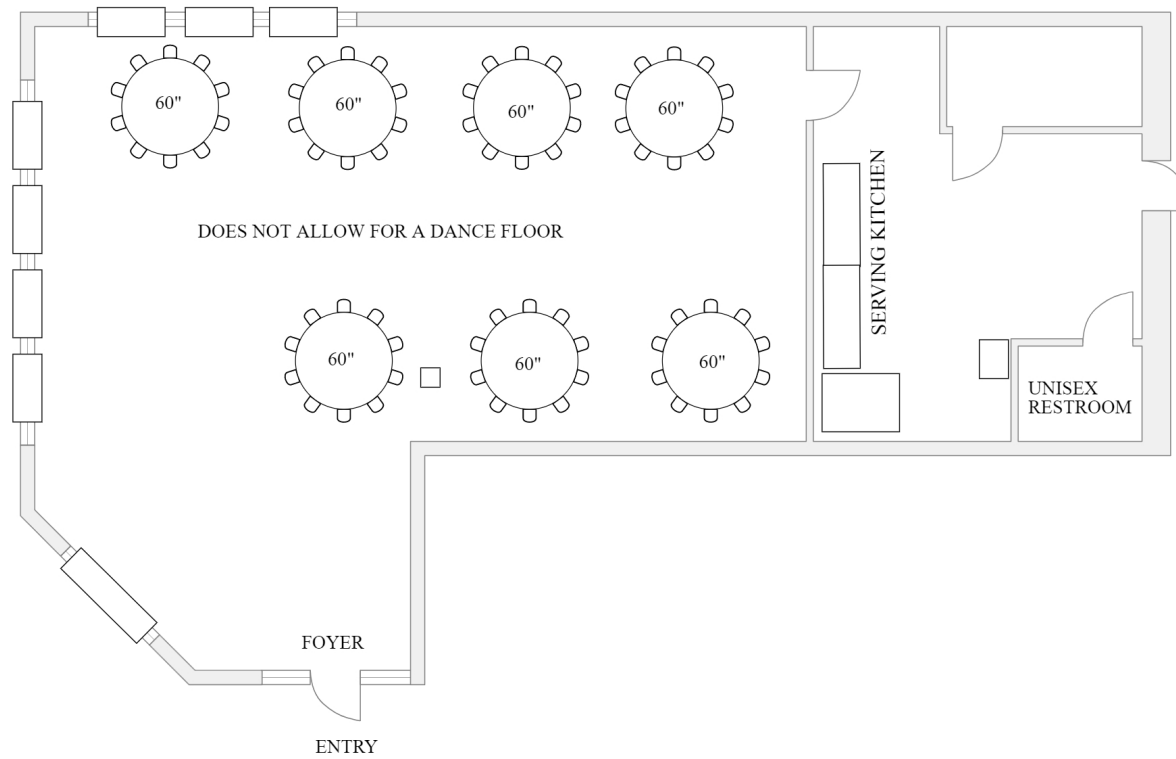 60"
60"
60"
60"
DOES NOT ALLOW FOR A DANCE FLOOR
SERVING KITCHEN
60"
60"
60"
UNISEX
RESTROOM
FOYER
ENTRY